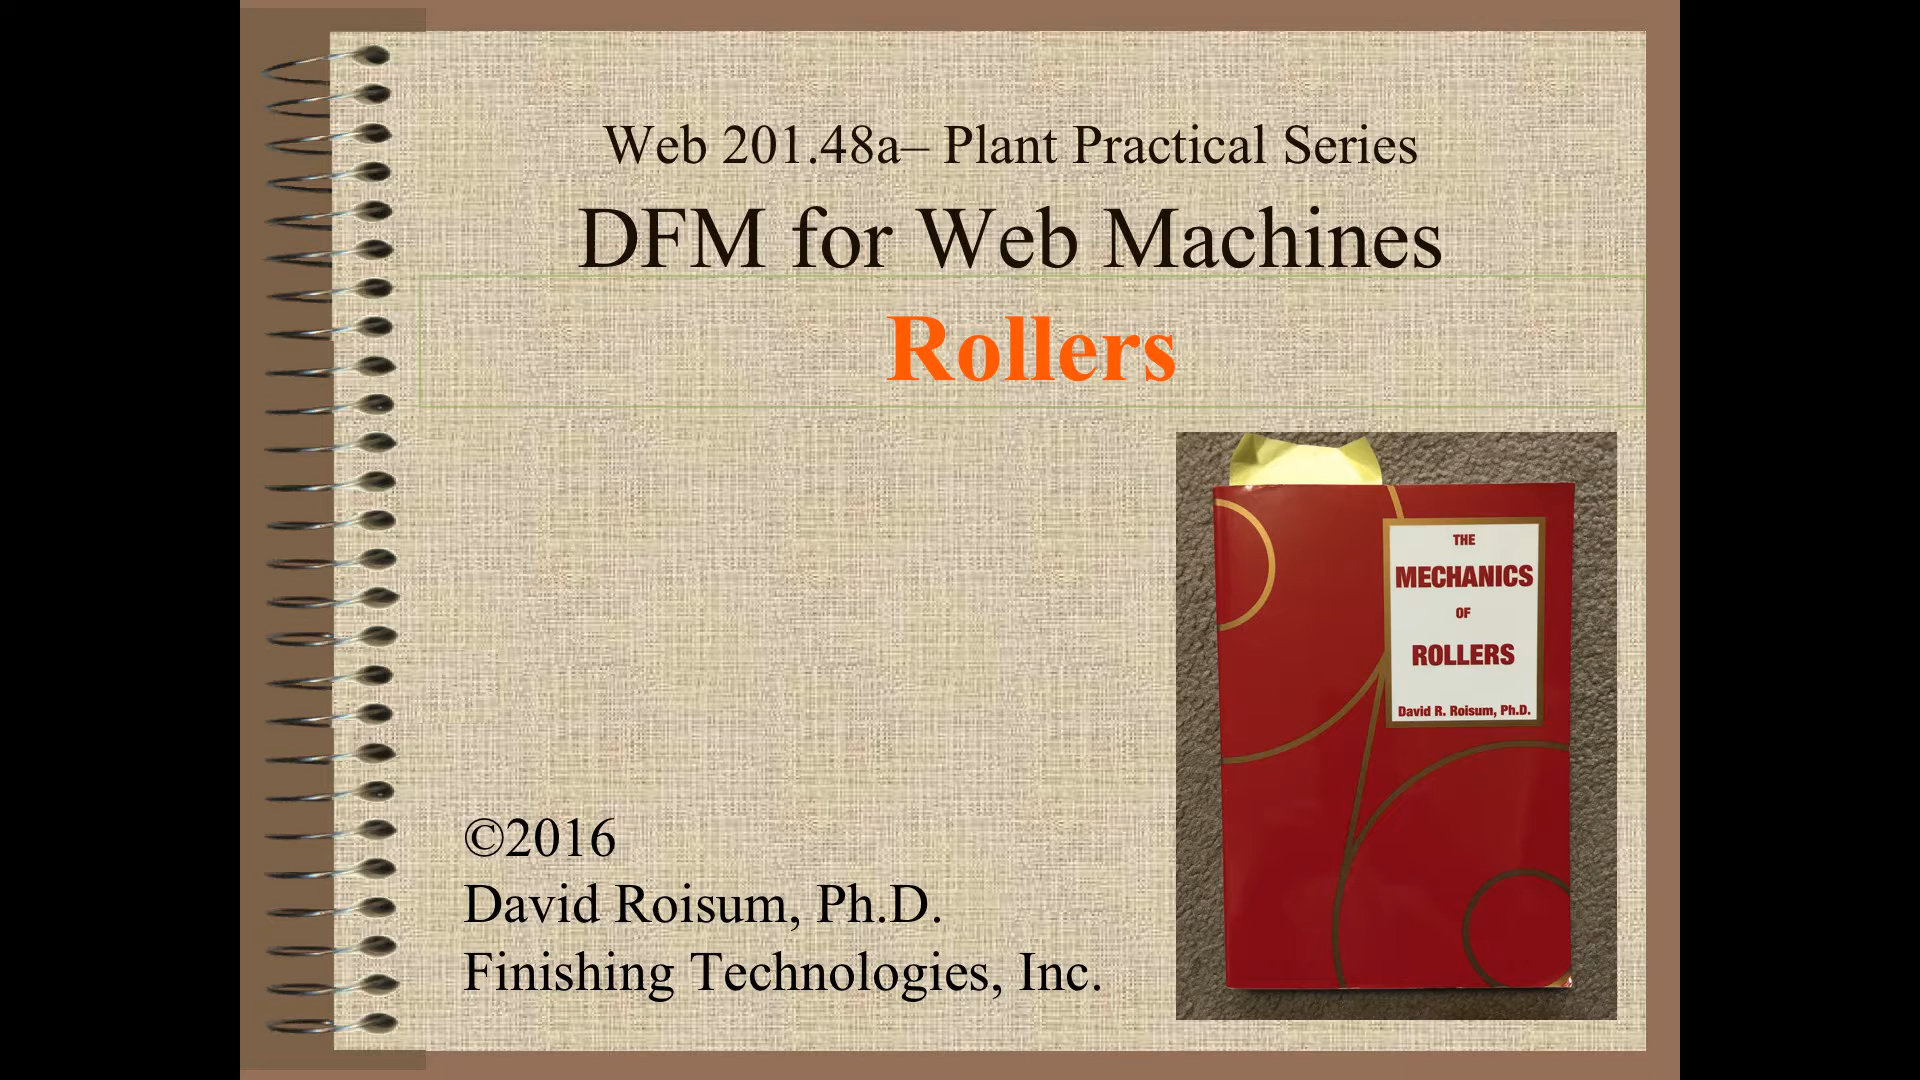 Web 201.48a– Plant Practical Series
DFM for Web Machines
Rollers
THE
MECHANICS
OF
ROLLERS
David R. Roisum, Ph.D.
©2016
David Roisum, Ph.D.
Finishing Technologies, Inc.